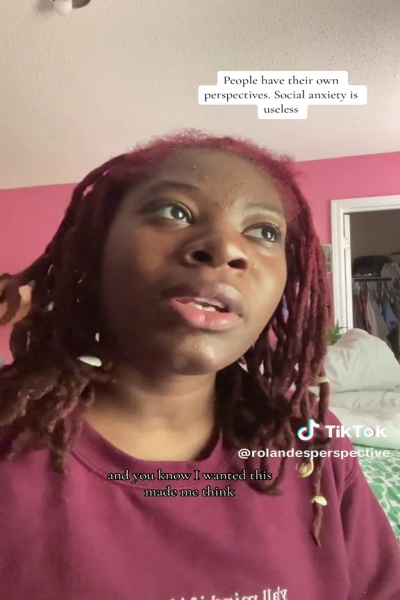 People have their own
perspectives. Social anxiety is
useless
TikTok
@rolandesperspective
and you know I wanted this
made me think